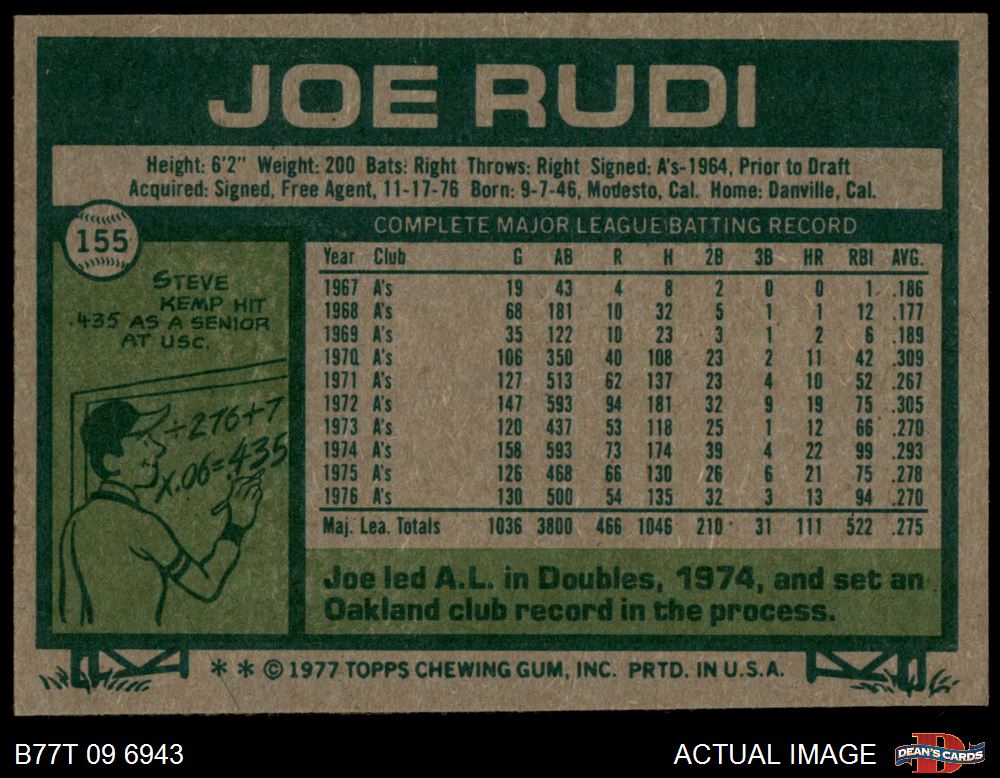 JOE RUDI
Height: 6'2" Weight: 200 Bats: Right Throws: Right Signed: A's-1964, Prior to Draft
Acquired: Signed, Free Agent, 11-17-76 Born: 9-7-46, Modesto, Cal. Home: Danville, Cal.
155
STEVE
KEMP HIT
.435 AS A SENIOR
AT USC.
÷276+7
x.06=435
COMPLETE MAJOR LEAGUE BATTING RECORD
Year Club G AB R H 2B 3B HR RBI AVG.
1967 A's 19 43 4 8 2 0 0 1 .186
1968 A's 68 181 10 32 5 1 1 12 .177
1969 A's 35 122 10 23 3 1 2 6 .189
1970 A's 106 350 40 108 23 2 11 42 .309
1971 A's 127 513 62 137 23 4 10 52 .267
1972 A's 147 593 94 181 32 9 19 75 .305
1973 A's 120 437 53 118 25 1 12 66 .270
1974 A's 158 593 73 174 39 4 22 99 .293
1975 A's 126 468 66 130 26 6 21 75 .278
1976 A's 130 500 54 135 32 3 13 94 .270
Maj. Lea. Totals 1036 3800 466 1046 210 31 111 522 .275
Joe led A.L. in Doubles, 1974, and set an
Oakland club record in the process.
* * © 1977 TOPPS CHEWING GUM, INC. PRTD. IN U.S.A.
B77T 09 6943
ACTUAL IMAGE
D
DEAN'S CARDS